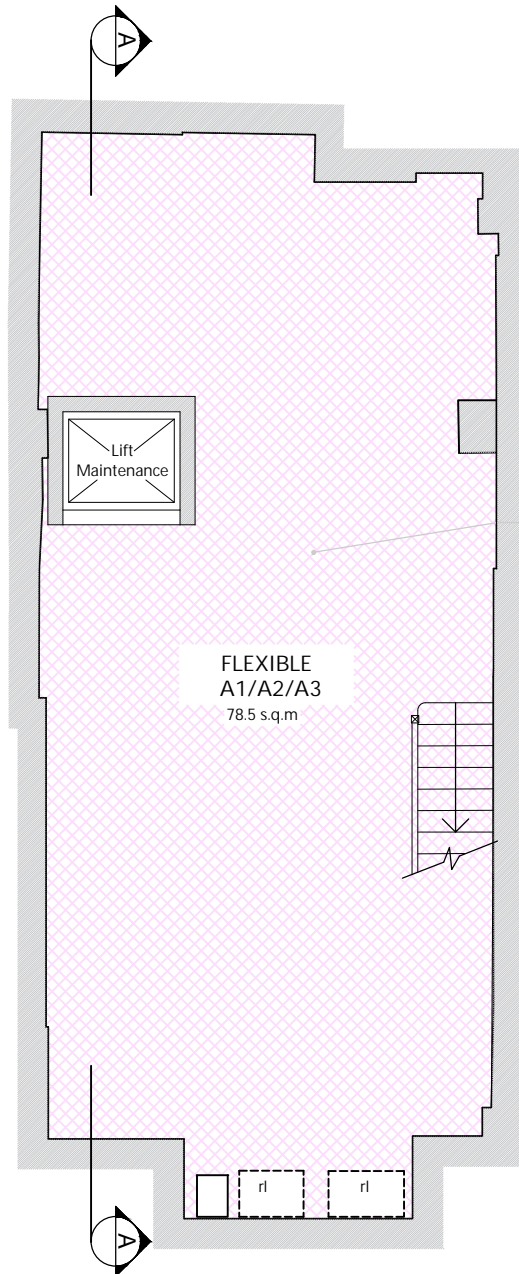 A
Lift
Maintenance
FLEXIBLE
A1/A2/A3
78.5 s.q.m
rl
rl
A